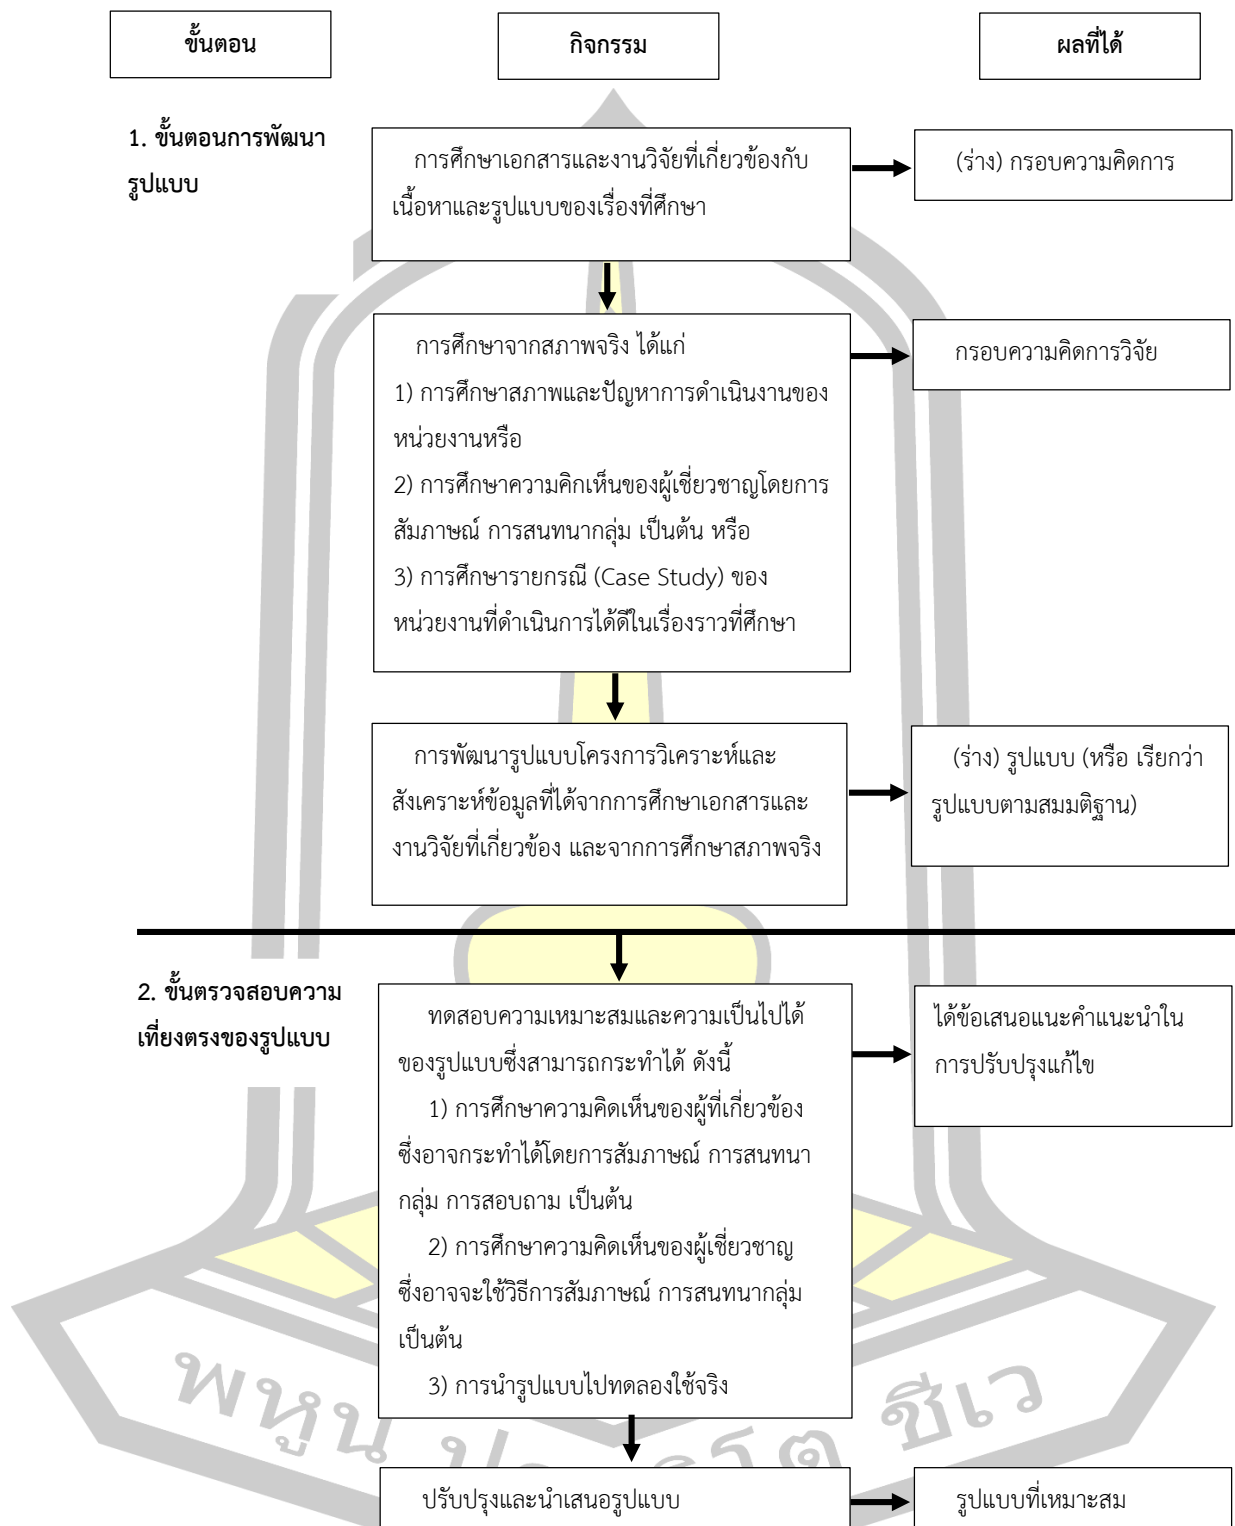 ขั้นตอน
กิจกรรม
ผลที่ได้
1. ขั้นตอนการพัฒนา
รูปแบบ
การศึกษาเอกสารและงานวิจัยที่เกี่ยวข้องกับ
เนื้อหาและรูปแบบของเรื่องที่ศึกษา
(ร่าง) กรอบความคิดการ
การศึกษาจากสภาพจริง ได้แก่
1) การศึกษาสภาพและปัญหาการดำเนินงานของ
หน่วยงานหรือ
2) การศึกษาความคิกเห็นของผู้เชี่ยวชาญโดยการ
สัมภาษณ์ การสนทนากลุ่ม เป็นต้น หรือ
3) การศึกษารายกรณี (Case Study) ของ
หน่วยงานที่ดำเนินการได้ดีในเรื่องราวที่ศึกษา
กรอบความคิดการวิจัย
การพัฒนารูปแบบโครงการวิเคราะห์และ
สังเคราะห์ข้อมูลที่ได้จากการศึกษาเอกสารและ
งานวิจัยที่เกี่ยวข้อง และจากการศึกษาสภาพจริง
(ร่าง) รูปแบบ (หรือ เรียกว่า
รูปแบบตามสมมติฐาน)
2. ขั้นตรวจสอบความ
เที่ยงตรงของรูปแบบ
ทดสอบความเหมาะสมและความเป็นไปได้
ของรูปแบบซึ่งสามารถกระทำได้ ดังนี้
1) การศึกษาความคิดเห็นของผู้ที่เกี่ยวข้อง
ซึ่งอาจกระทำได้โดยการสัมภาษณ์ การสนทนา
กลุ่ม การสอบถาม เป็นต้น
2) การศึกษาความคิดเห็นของผู้เชี่ยวชาญ
ซึ่งอาจจะใช้วิธีการสัมภาษณ์ การสนทนากลุ่ม
เป็นต้น
3) การนำรูปแบบไปทดลองใช้จริง
ได้ข้อเสนอแนะคำแนะนำใน
การปรับปรุงแก้ไข
ปรับปรุงและนำเสนอรูปแบบ
รูปแบบที่เหมาะสม
พหูน
ชีเว